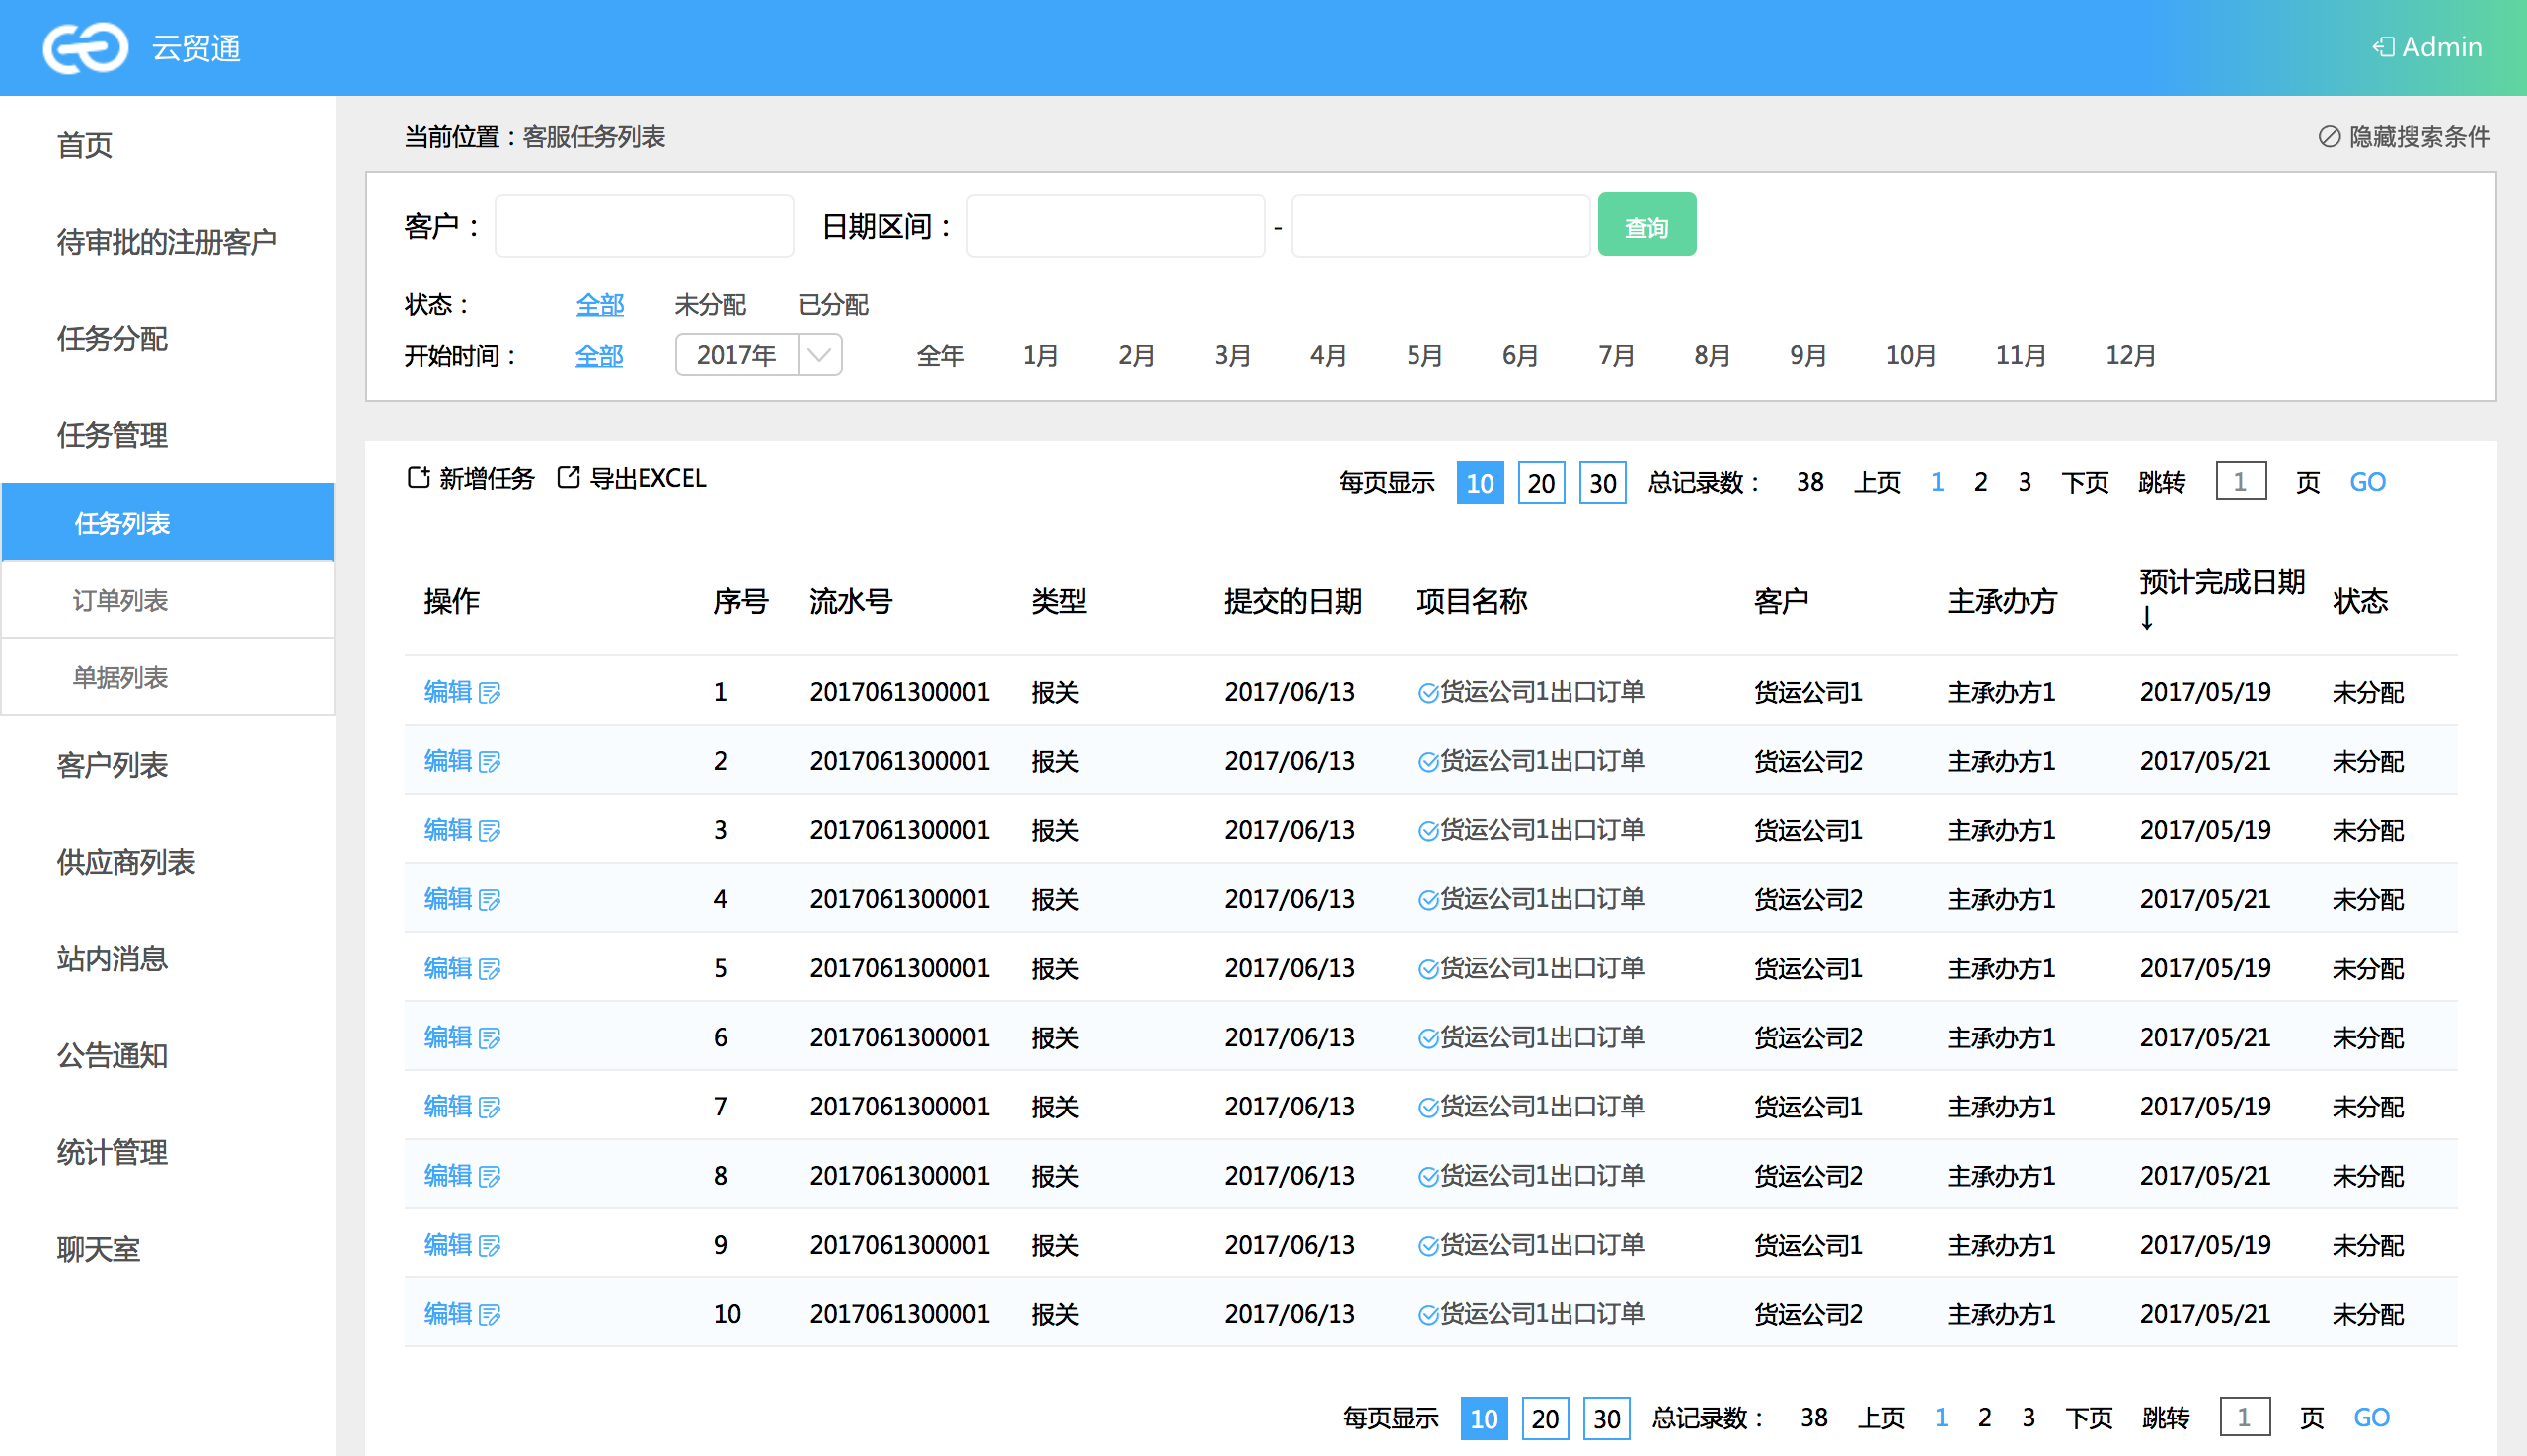 云贸通
Admin
首页
待审批的注册客户
任务分配
任务管理
任务列表
订单列表
单据列表
客户列表
供应商列表
站内消息
公告通知
统计管理
聊天室
当前位置：客服任务列表
隐藏搜索条件
客户： 日期区间： - 查询
状态： 全部 未分配 已分配
开始时间： 全部 2017年 全年 1月 2月 3月 4月 5月 6月 7月 8月 9月 10月 11月 12月
新增任务 导出EXCEL
每页显示 10 20 30 总记录数： 38 上页 1 2 3 下页 跳转 1 页 GO
操作 序号 流水号 类型 提交的日期 项目名称 客户 主承办方 预计完成日期↓ 状态
编辑 1 2017061300001 报关 2017/06/13 货运公司1出口订单 货运公司1 主承办方1 2017/05/19 未分配
编辑 2 2017061300001 报关 2017/06/13 货运公司1出口订单 货运公司2 主承办方1 2017/05/21 未分配
编辑 3 2017061300001 报关 2017/06/13 货运公司1出口订单 货运公司1 主承办方1 2017/05/19 未分配
编辑 4 2017061300001 报关 2017/06/13 货运公司1出口订单 货运公司2 主承办方1 2017/05/21 未分配
编辑 5 2017061300001 报关 2017/06/13 货运公司1出口订单 货运公司1 主承办方1 2017/05/19 未分配
编辑 6 2017061300001 报关 2017/06/13 货运公司1出口订单 货运公司2 主承办方1 2017/05/21 未分配
编辑 7 2017061300001 报关 2017/06/13 货运公司1出口订单 货运公司1 主承办方1 2017/05/19 未分配
编辑 8 2017061300001 报关 2017/06/13 货运公司1出口订单 货运公司2 主承办方1 2017/05/21 未分配
编辑 9 2017061300001 报关 2017/06/13 货运公司1出口订单 货运公司1 主承办方1 2017/05/19 未分配
编辑 10 2017061300001 报关 2017/06/13 货运公司1出口订单 货运公司2 主承办方1 2017/05/21 未分配
每页显示 10 20 30 总记录数： 38 上页 1 2 3 下页 跳转 1 页 GO